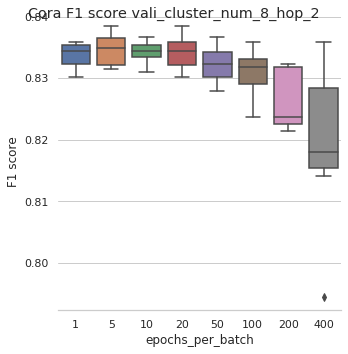 Cora F1 score vali_cluster_num_8_hop_2
0.84
0.83
0.82
0.81
0.80
F1 score
1 5 10 20 50 100 200 400
epochs_per_batch